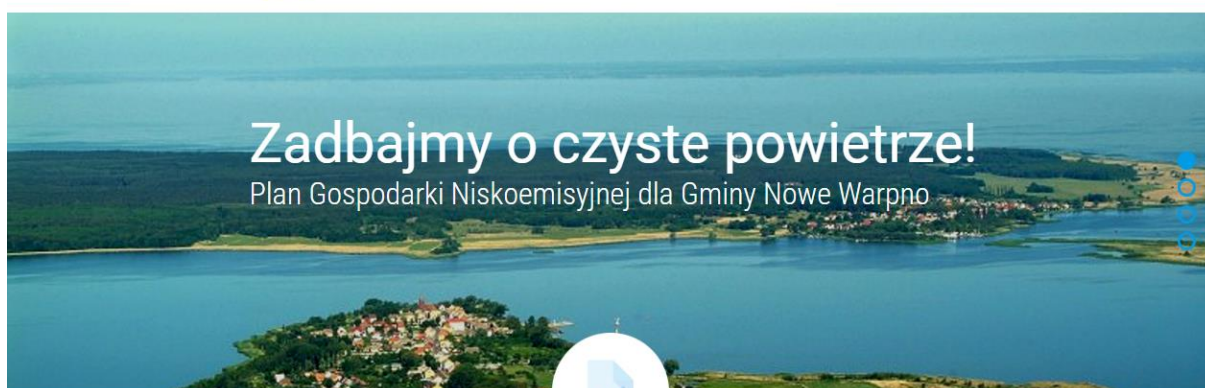 Zadbajmy o czyste powietrze!
Plan Gospodarki Niskoemisyjnej dla Gminy Nowe Warpno